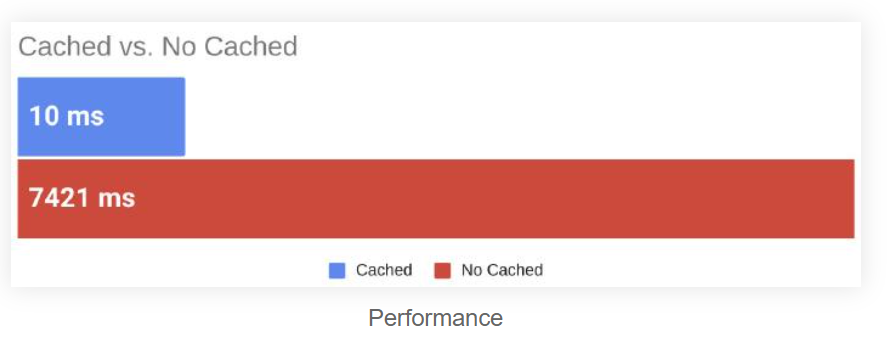 Cached vs. No Cached
10 ms
7421 ms
Cached No Cached
Performance